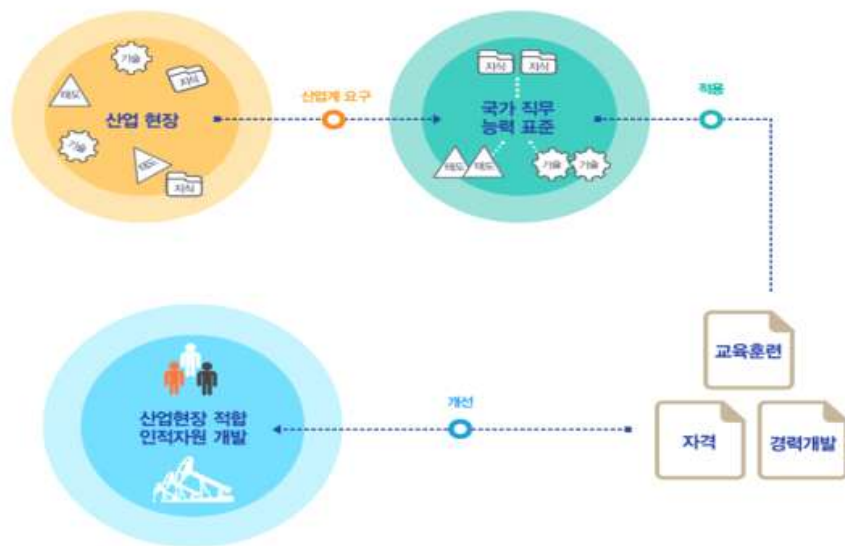 기술
지식
태도
산업 현장
기술
태도
지식
산업계 요구
지식 지식
국가 직무
능력 표준
태도 태도 기술 기술
적용
교육훈련
자격 경력개발
개선
산업현장 적합
인적자원 개발